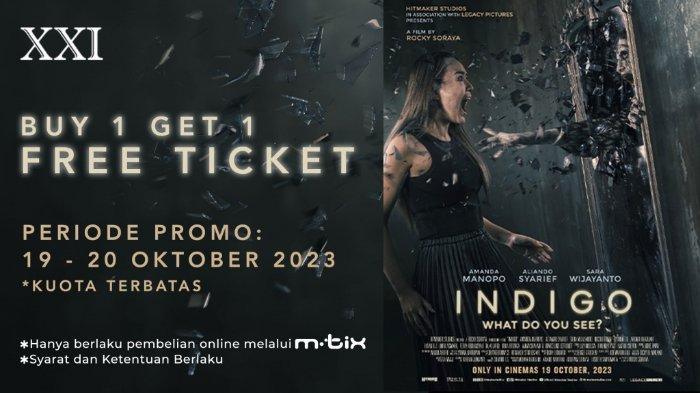 XXI
BUY 1 GET 1
FREE TICKET
PERIODE PROMO:
19 - 20 OKTOBER 2023
*KUOTA TERBATAS
*Hanya berlaku pembelian online melalui m·tix
*Syarat dan Ketentuan Berlaku
HITMAKER STUDIOS
IN ASSOCIATION WITH LEGACY PICTURES
PRESENTS
A FILM BY
ROCKY SORAYA
AMANDA MANOPO
ALIANDO SYARIEF
SARA WIJAYANTO
INDIGO
WHAT DO YOU SEE?
ONLY IN CINEMAS 19 OCTOBER, 2023